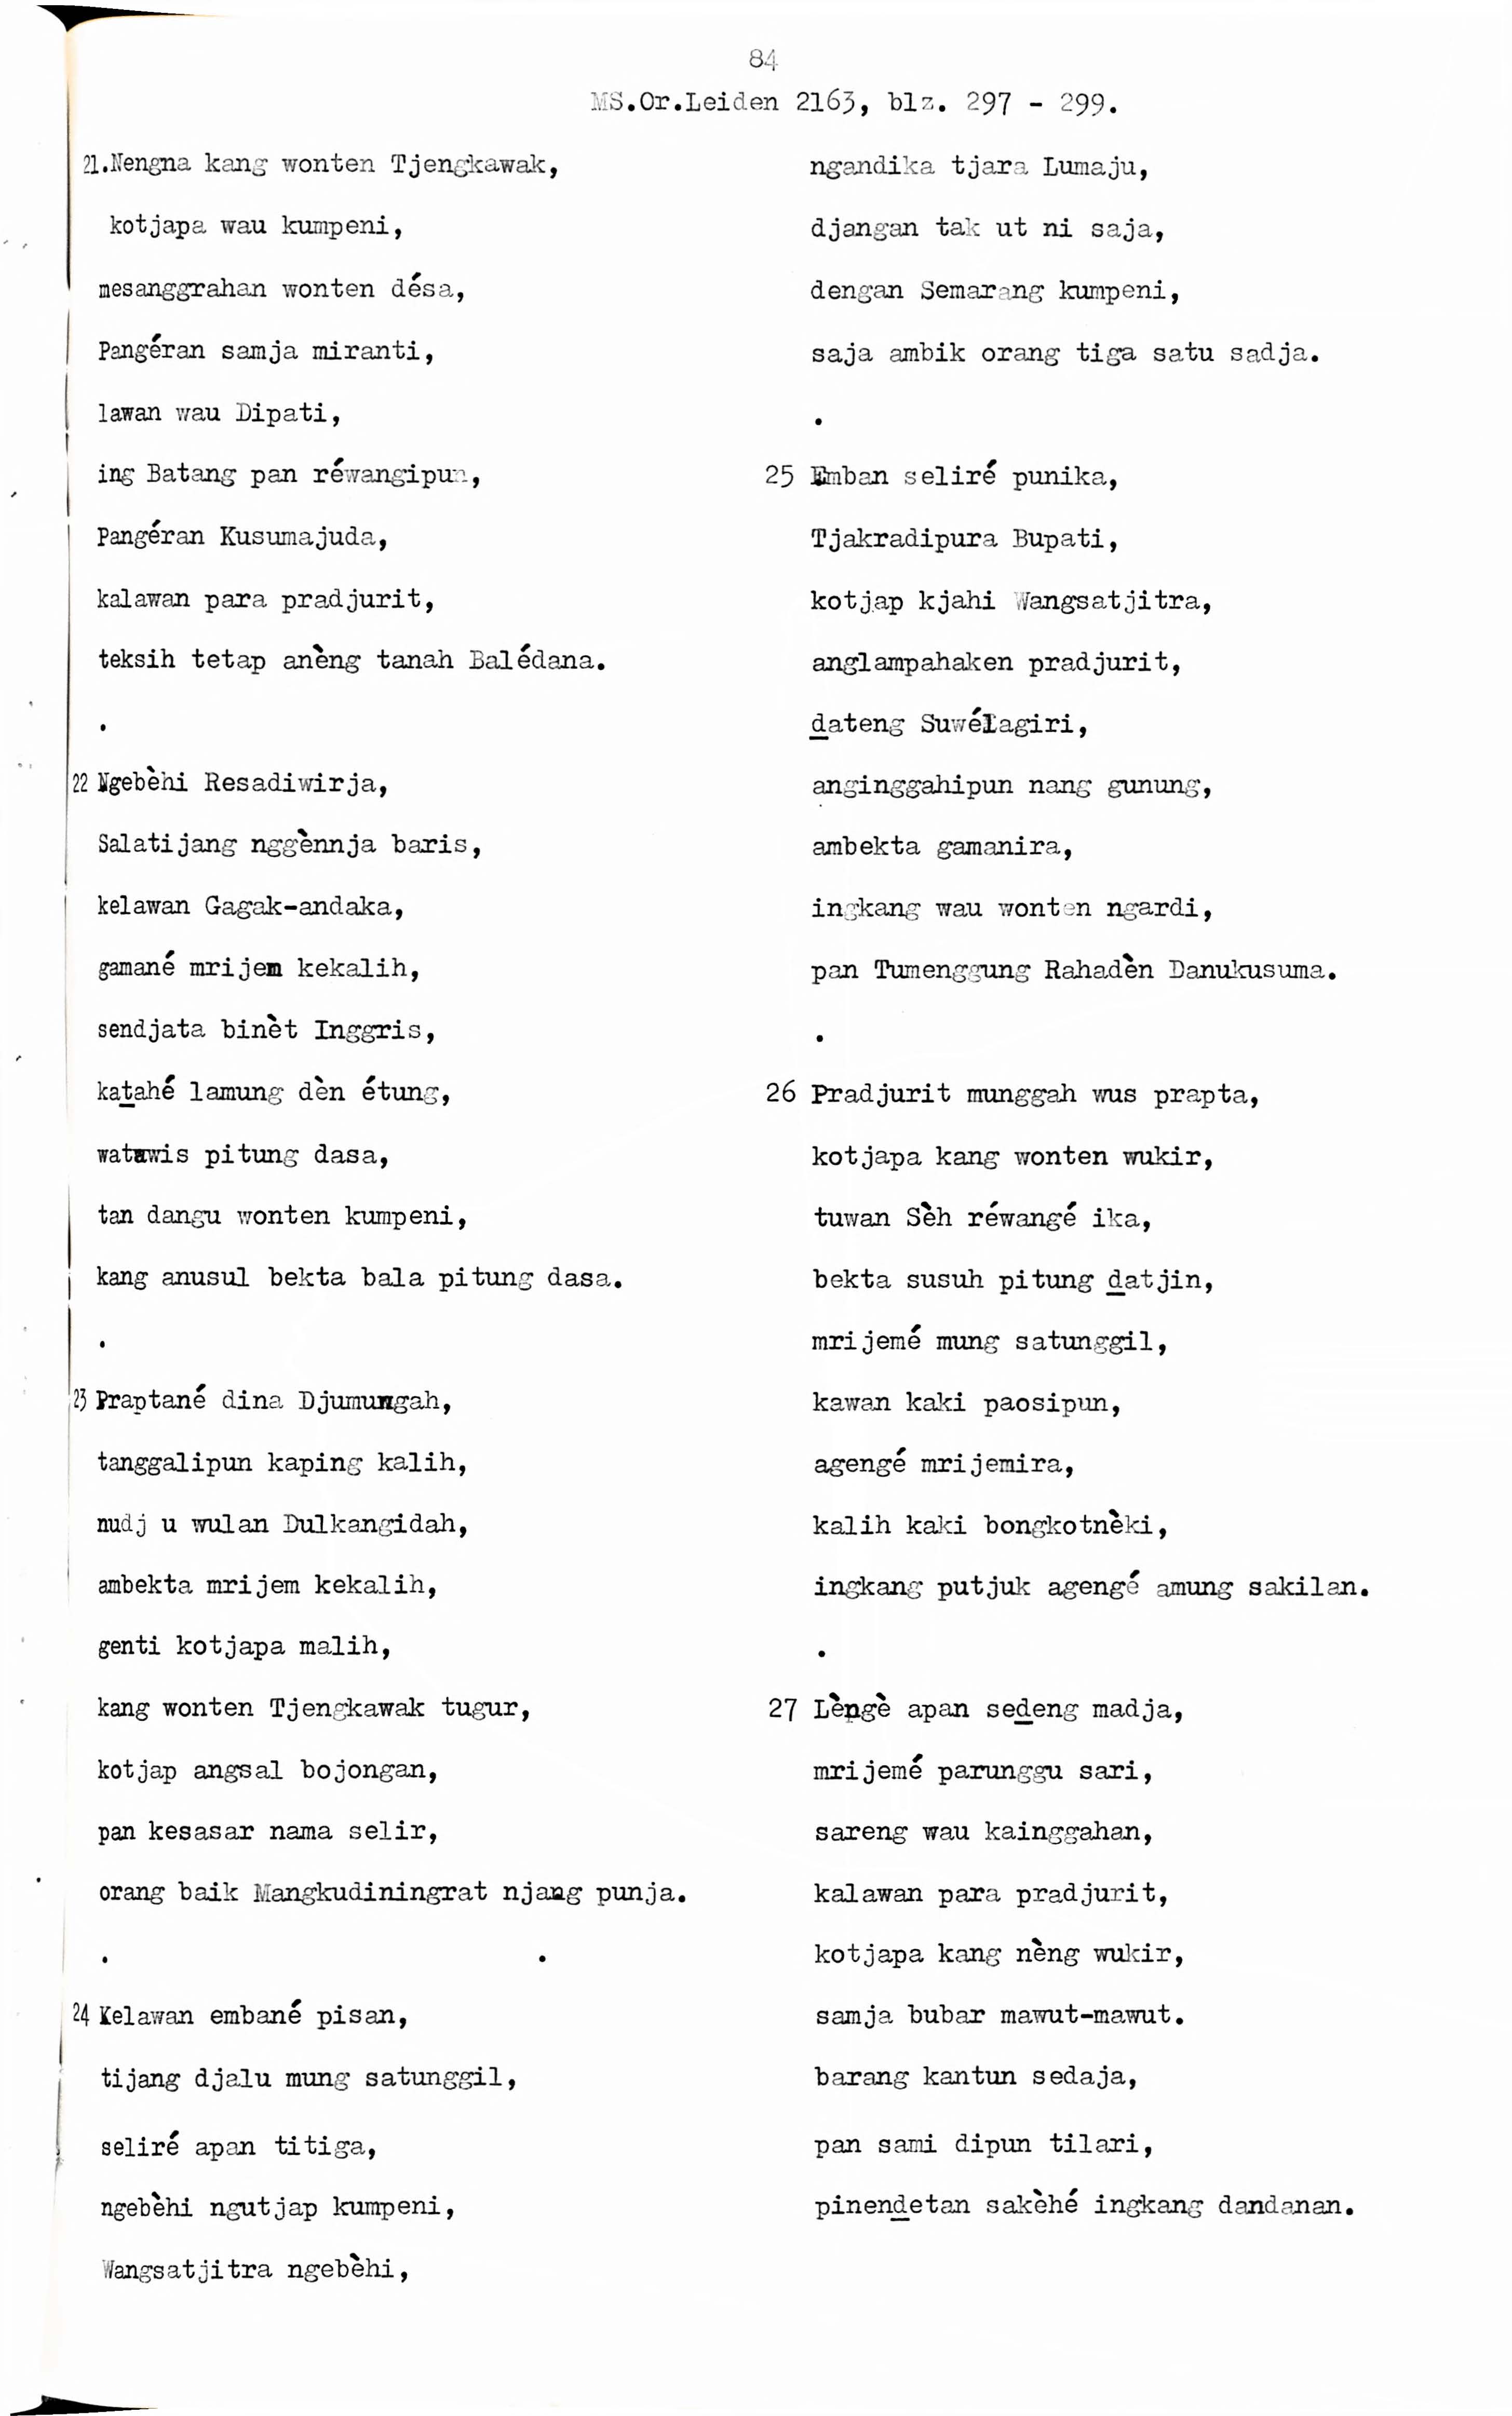 84
MS.Or.Leiden 2163, blz. 297 - 299.
21.Nengna kang wonten Tjengkawak,
kotjapa wau kumpeni,
mesanggrahan wonten désa,
Pangéran samja miranti,
lawan wau Dipati,
ing Batang pan réwangipun,
Pangéran Kusumajuda,
kalawan para pradjurit,
teksih tetap anèng tanah Balédana.
.
22 Ngebèhi Resadiwirja,
Salatijang nggènnja baris,
kelawan Gagak-andaka,
gamané mrijem kekalih,
sendjata binèt Inggris,
ka̱tahé lamung dèn étung,
watawis pitung dasa,
tan dangu wonten kumpeni,
kang anusul bekta bala pitung dasa.
.
23 Praptané dina Djumungah,
tanggalipun kaping kalih,
nudj u wulan Dulkangidah,
ambekta mrijem kekalih,
genti kotjapa malih,
kang wonten Tjengkawak tugur,
kotjap angsal bojongan,
pan kesasar nama selir,
orang baik Mangkudiningrat njang punja.
. .
24 Kelawan embané pisan,
tijang djalu mung satunggil,
seliré apan titiga,
ngebèhi ngutjap kumpeni,
Wangsatjitra ngebèhi,
ngandika tjara Lumaju,
djangan tak ut ni saja,
dengan Semarang kumpeni,
saja ambik orang tiga satu sadja.
.
25 Emban seliré punika,
Tjakradipura Bupati,
kotjap kjahi Wangsatjitra,
anglampahaken pradjurit,
ḏateng Suwélagiri,
anginggahipun nang gunung,
ambekta gamanira,
ingkang wau wonten ngardi,
pan Tumenggung Rahadèn Danukusuma.
.
26 Pradjurit munggah wus prapta,
kotjapa kang wonten wukir,
tuwan Sèh réwangé ika,
bekta susuh pitung ḏatjin,
mrijemé mung satunggil,
kawan kaki paosipun,
agengé mrijemira,
kalih kaki bongkotnèki,
ingkang putjuk agengé amung sakilan.
.
27 Lèngè apan seḏeng madja,
mrijemé parunggu sari,
sareng wau kainggahan,
kalawan para pradjurit,
kotjapa kang nèng wukir,
samja bubar mawut-mawut.
barang kantun sedaja,
pan sami dipun tilari,
pinenḏetan sakèhé ingkang dandanan.